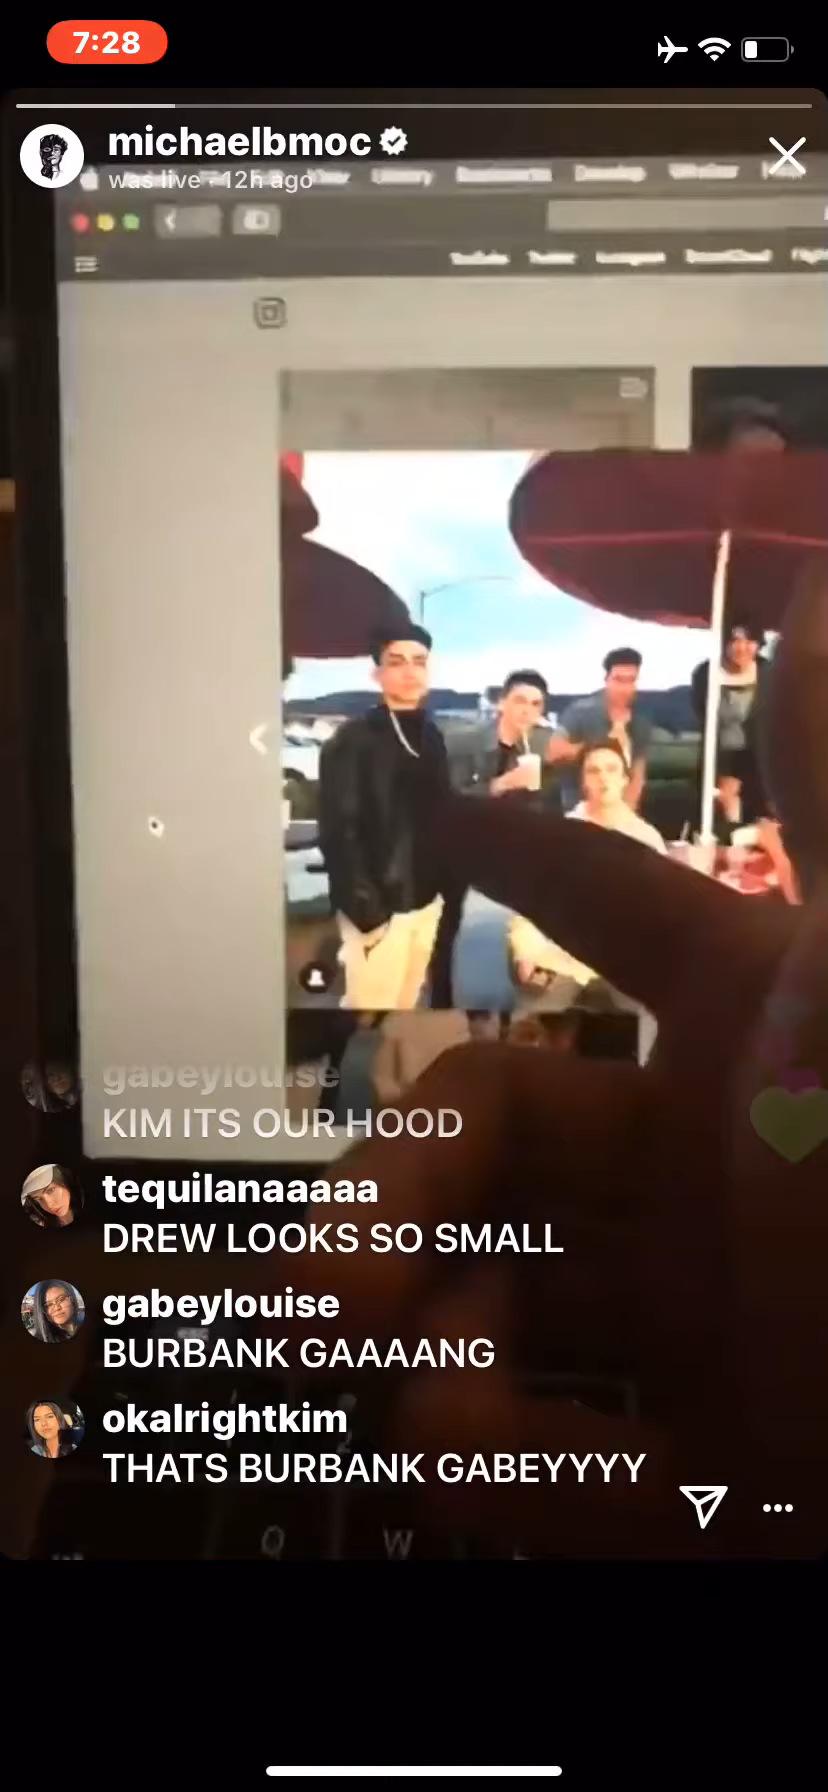 7:28
michaelbmoc
was live · 12h ago
gabeylouise
KIM ITS OUR HOOD
tequilanaaaaa
DREW LOOKS SO SMALL
gabeylouise
BURBANK GAAAANG
okalrightkim
THATS BURBANK GABEYYYY
Q W